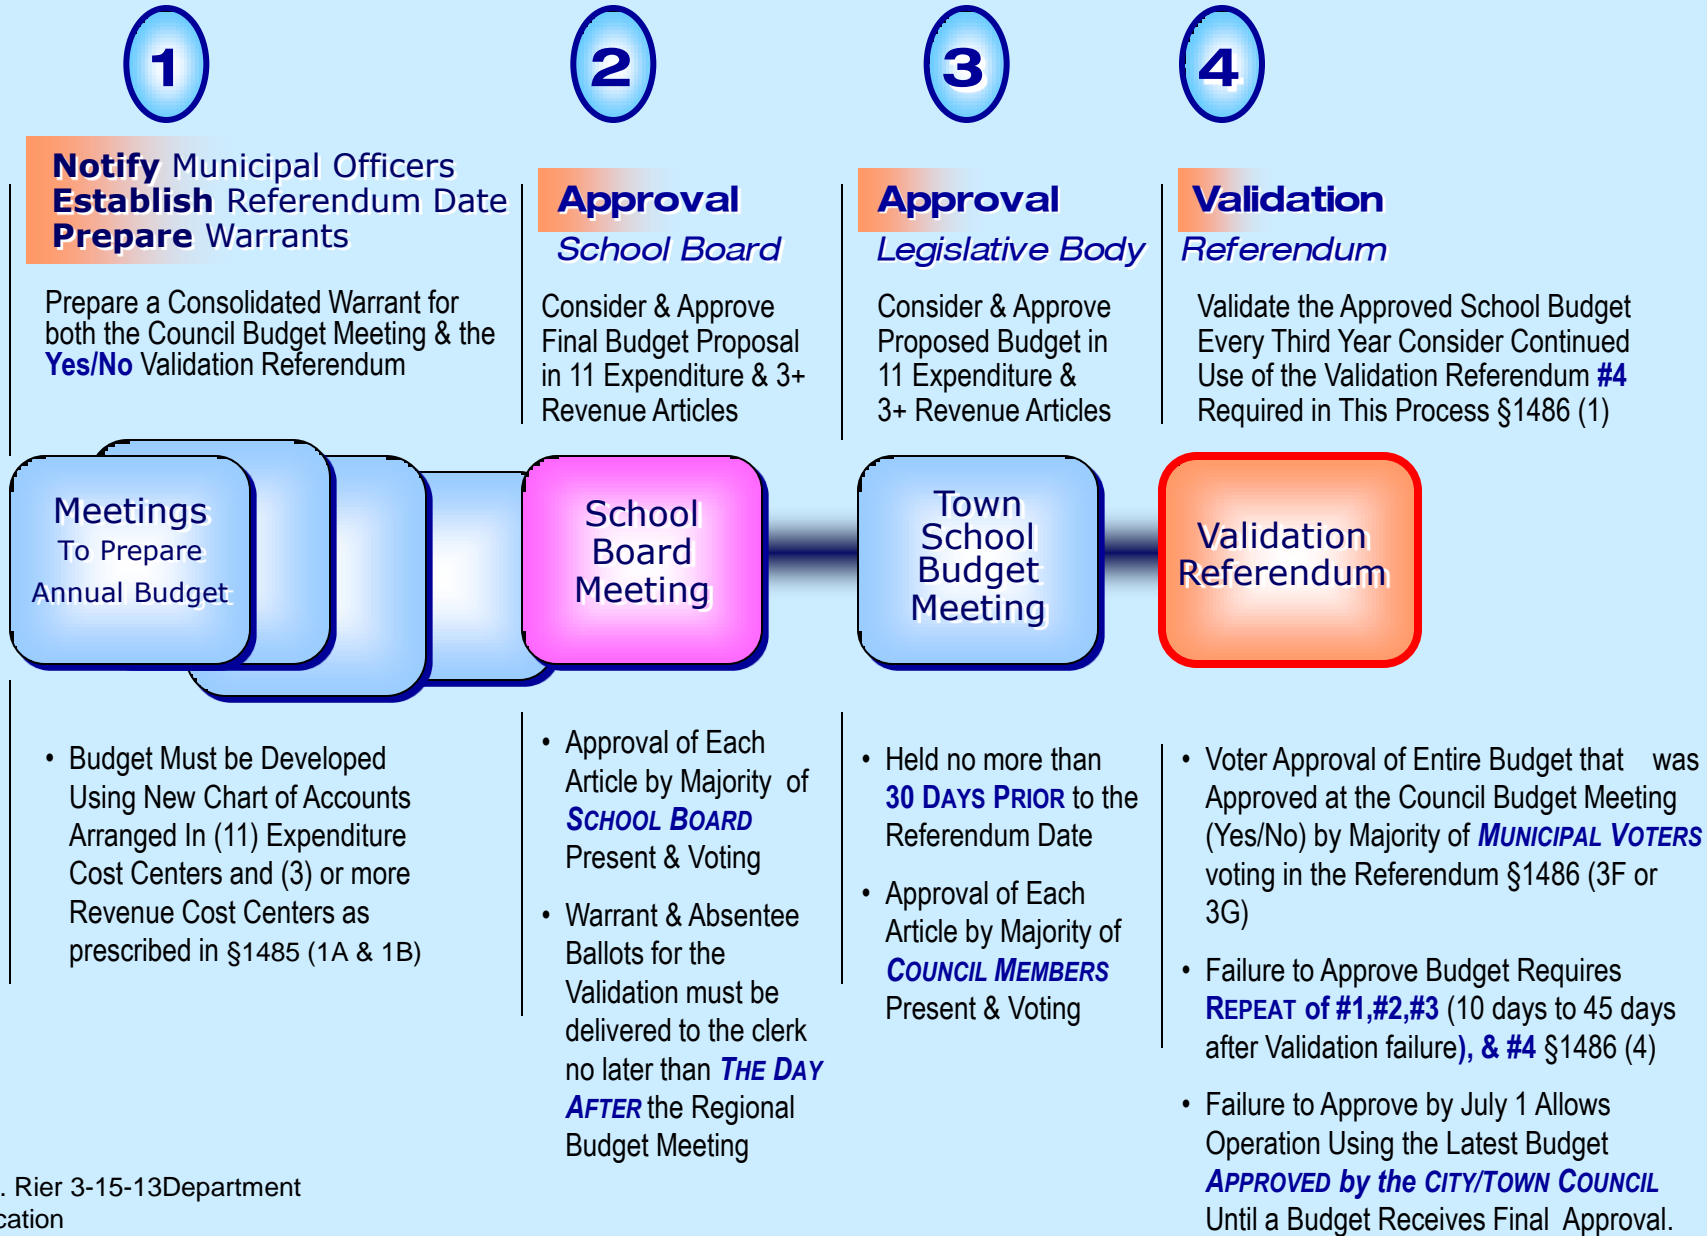 1
2
3
4
Notify Municipal Officers
Establish Referendum Date
Prepare Warrants
Prepare a Consolidated Warrant for
both the Council Budget Meeting & the
Yes/No Validation Referendum
Approval
School Board
Consider & Approve
Final Budget Proposal
in 11 Expenditure & 3+
Revenue Articles
Approval
Legislative Body
Consider & Approve
Proposed Budget in
11 Expenditure &
3+ Revenue Articles
Validation
Referendum
Validate the Approved School Budget
Every Third Year Consider Continued
Use of the Validation Referendum #4
Required in This Process §1486 (1)
Meetings
To Prepare
Annual Budget
School
Board
Meeting
Town
School
Budget
Meeting
Validation
Referendum
• Budget Must be Developed
Using New Chart of Accounts
Arranged In (11) Expenditure
Cost Centers and (3) or more
Revenue Cost Centers as
prescribed in §1485 (1A & 1B)
• Approval of Each
Article by Majority of
SCHOOL BOARD
Present & Voting
• Warrant & Absentee
Ballots for the
Validation must be
delivered to the clerk
no later than THE DAY
AFTER the Regional
Budget Meeting
• Held no more than
30 DAYS PRIOR to the
Referendum Date
• Approval of Each
Article by Majority of
COUNCIL MEMBERS
Present & Voting
• Voter Approval of Entire Budget that was
Approved at the Council Budget Meeting
(Yes/No) by Majority of MUNICIPAL VOTERS
voting in the Referendum §1486 (3F or
3G)
• Failure to Approve Budget Requires
REPEAT of #1,#2,#3 (10 days to 45 days
after Validation failure), & #4 §1486 (4)
• Failure to Approve by July 1 Allows
Operation Using the Latest Budget
APPROVED by the CITY/TOWN COUNCIL
Until a Budget Receives Final Approval.
. Rier 3-15-13Department
cation